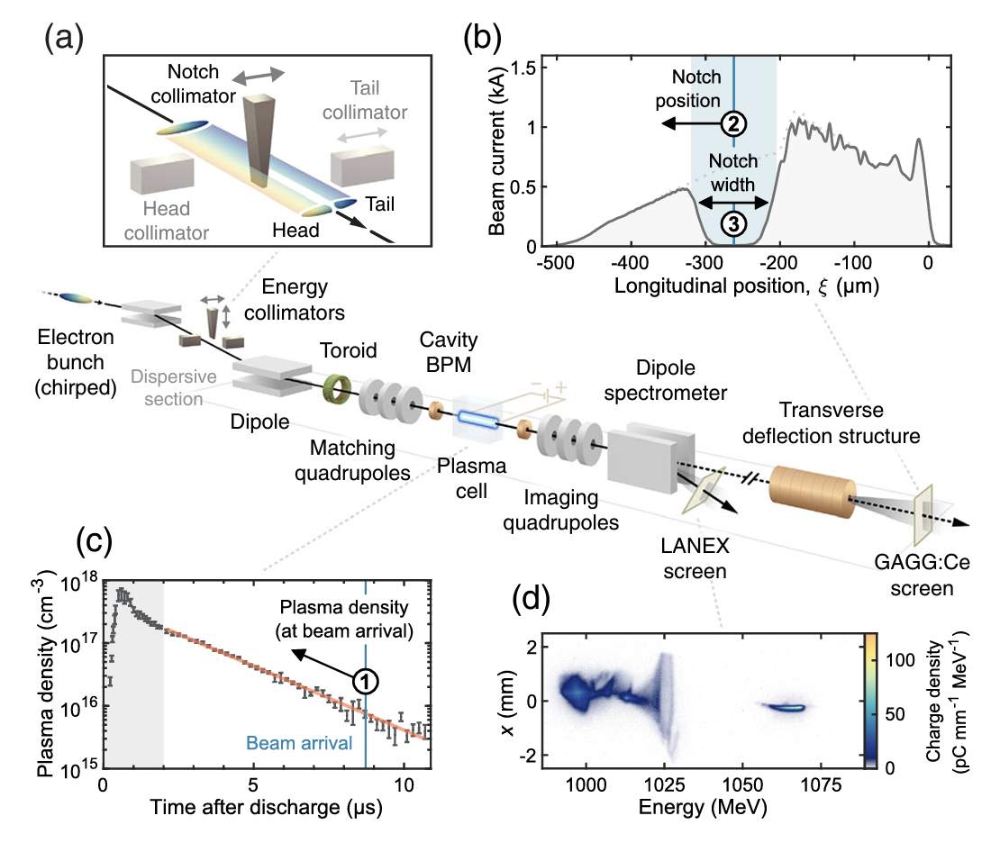 (a)
Notch
collimator
Tail
collimator
Head
collimator
Tail
Head
(b)
Beam current (kA)
1.5
1
0.5
0
Notch
position
2
Notch
width
3
-500
-400
-300
-200
-100
0
Longitudinal position, ξ (μm)
Electron
bunch
(chirped)
Energy
collimators
Dispersive
section
Dipole
Toroid
Matching
quadrupoles
Cavity
BPM
Plasma
cell
- +
Imaging
quadrupoles
Dipole
spectrometer
LANEX
screen
Transverse
deflection structure
GAGG:Ce
screen
(c)
Plasma density (cm⁻³)
10¹⁸
10¹⁷
10¹⁶
10¹⁵
Plasma density
(at beam arrival)
1
Beam arrival
0
5
10
Time after discharge (μs)
(d)
x (mm)
2
0
-2
1000
1025
1050
1075
Energy (MeV)
100
50
0
Charge density
(pC mm⁻¹ MeV⁻¹)